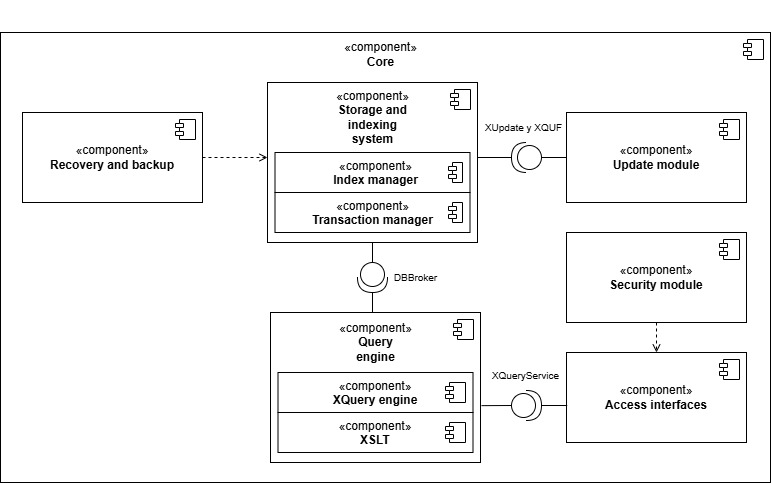 «component»
Core
«component»
Storage and
indexing
system
«component»
Index manager
«component»
Transaction manager
«component»
Recovery and backup
XUpdate y XQUF
«component»
Update module
«component»
Security module
DBBroker
«component»
Query
engine
«component»
XQuery engine
«component»
XSLT
XQueryService
«component»
Access interfaces